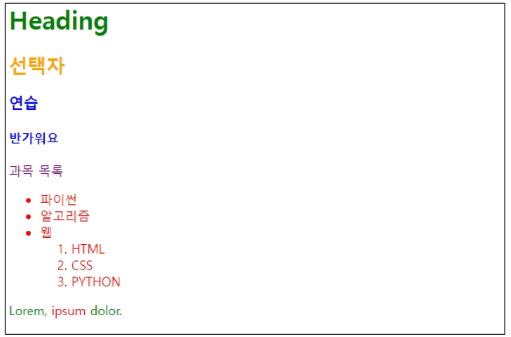 Heading
선택자
연습
반가워요
과목 목록
• 파이썬
• 알고리즘
• 웹
1. HTML
2. CSS
3. PYTHON
Lorem, ipsum dolor.